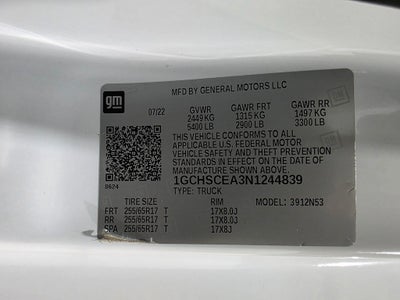 MFD BY GENERAL MOTORS LLC
gm
07/22 GVWR GAWR FRT GAWR RR
2449 KG 1315 KG 1497 KG
5400 LB 2900 LB 3300 LB
THIS VEHICLE CONFORMS TO ALL
APPLICABLE U.S. FEDERAL MOTOR
VEHICLE SAFETY AND THEFT PREVENTION
STANDARDS IN EFFECT ON THE DATE OF
MANUFACTURE SHOWN ABOVE.
1GCHSCEA3N1244839
9624 TYPE: TRUCK
TIRE SIZE RIM MODEL: 3912N53
FRT 255/65R17 T 17X8.0J
RR 255/65R17 T 17X8.0J
SPA 255/65R17 T 17X8J